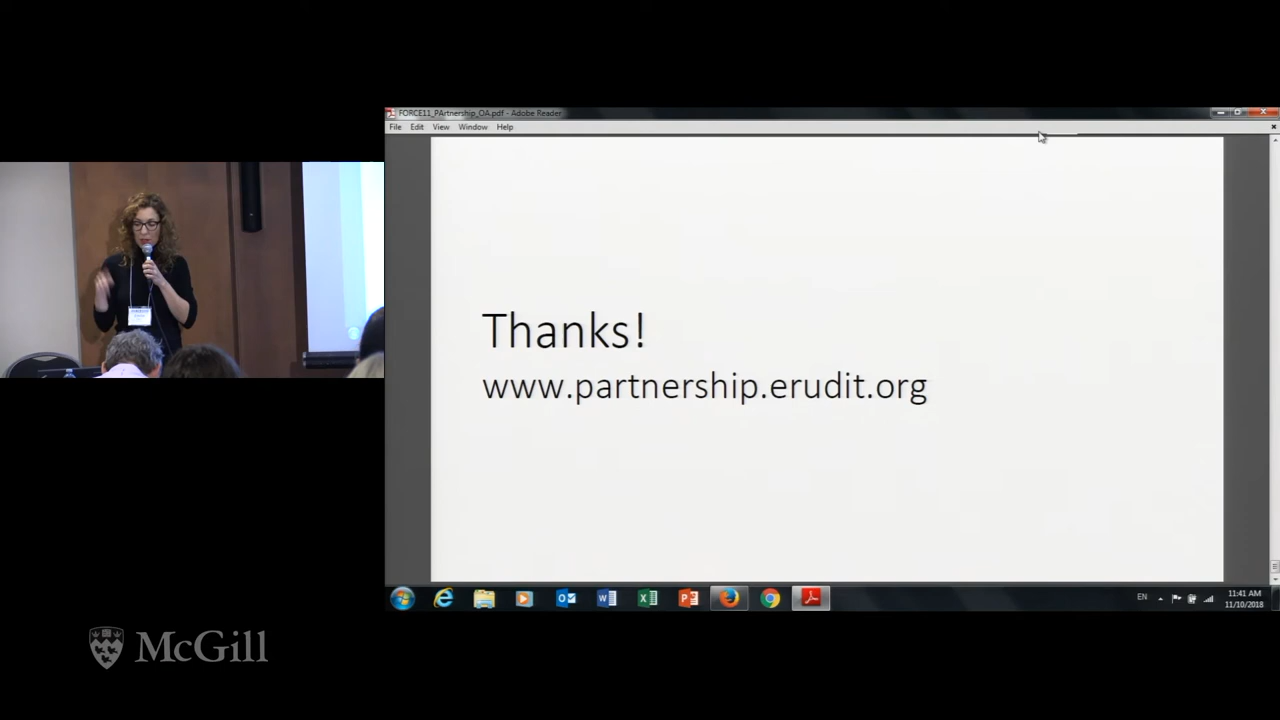 FORCE11_PArtnership_OA.pdf - Adobe Reader
File Edit View Window Help
Thanks!
www.partnership.erudit.org
EN
11:41 AM
11/10/2018
McGill